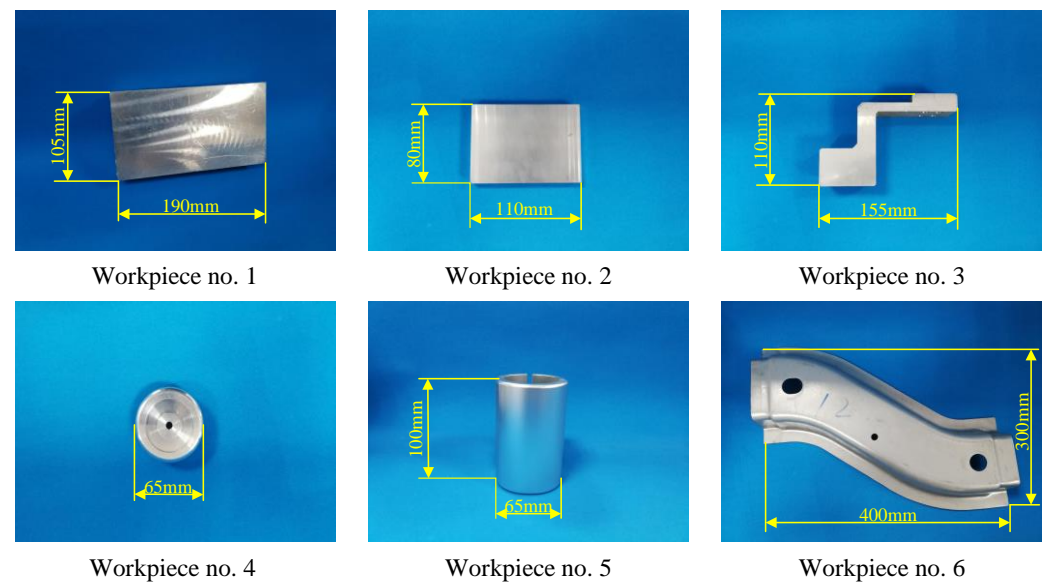 105mm
190mm
Workpiece no. 1
80mm
110mm
Workpiece no. 2
110mm
155mm
Workpiece no. 3
65mm
Workpiece no. 4
100mm
65mm
Workpiece no. 5
12
300mm
400mm
Workpiece no. 6